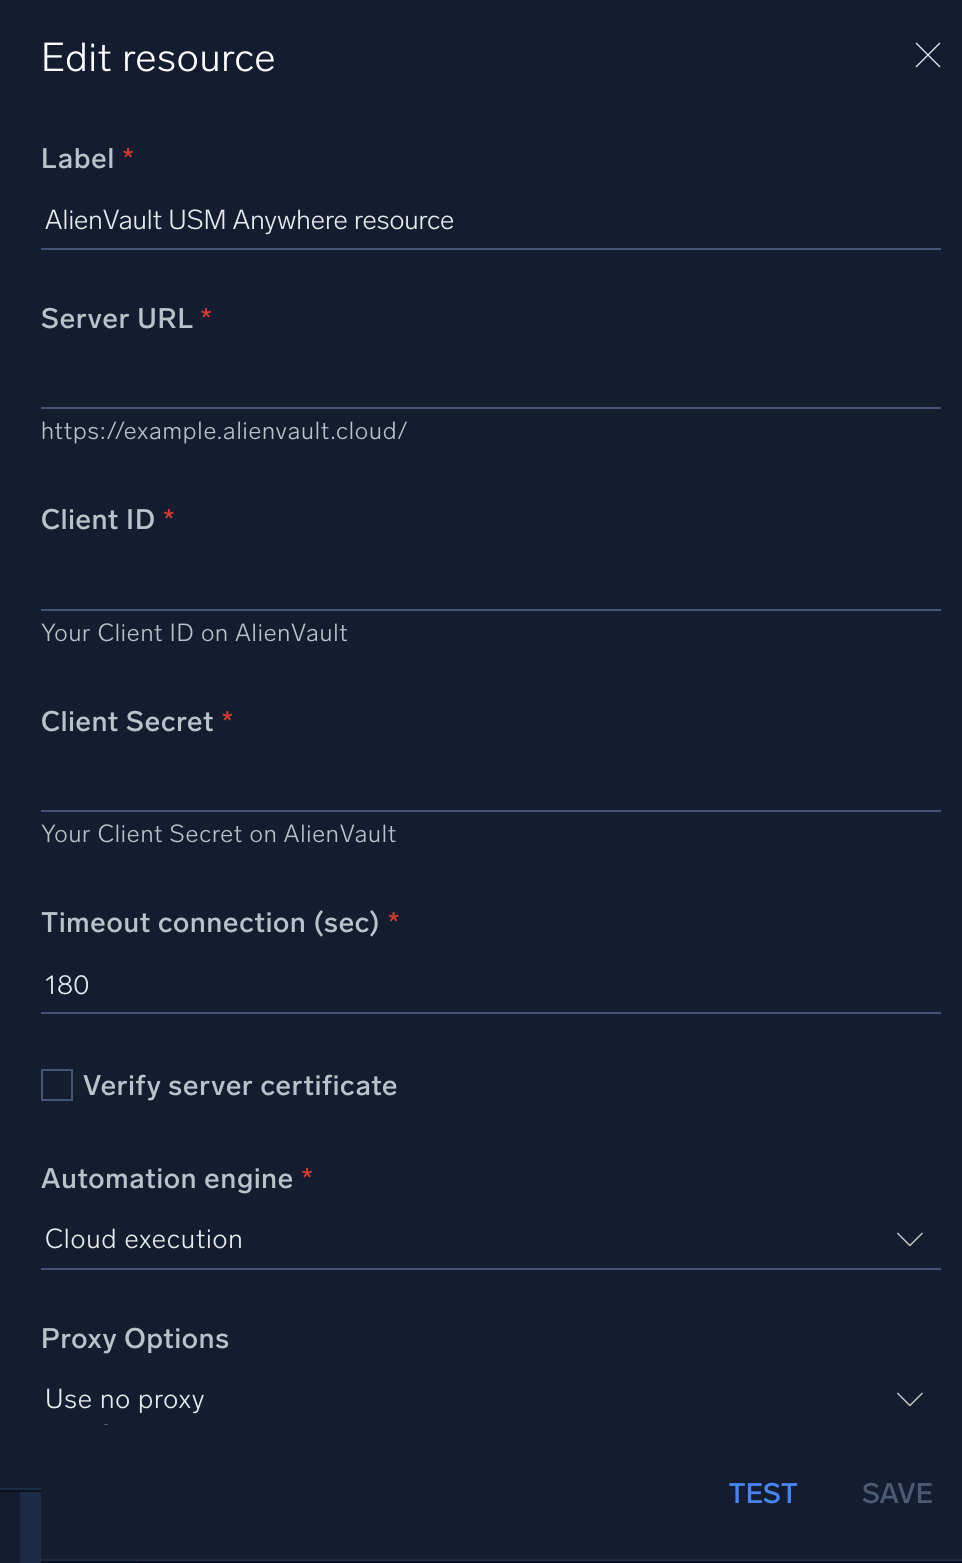 Edit resource
Label *
AlienVault USM Anywhere resource
Server URL *
https://example.alienvault.cloud/
Client ID *
Your Client ID on AlienVault
Client Secret *
Your Client Secret on AlienVault
Timeout connection (sec) *
180
Verify server certificate
Automation engine *
Cloud execution
Proxy Options
Use no proxy
TEST SAVE